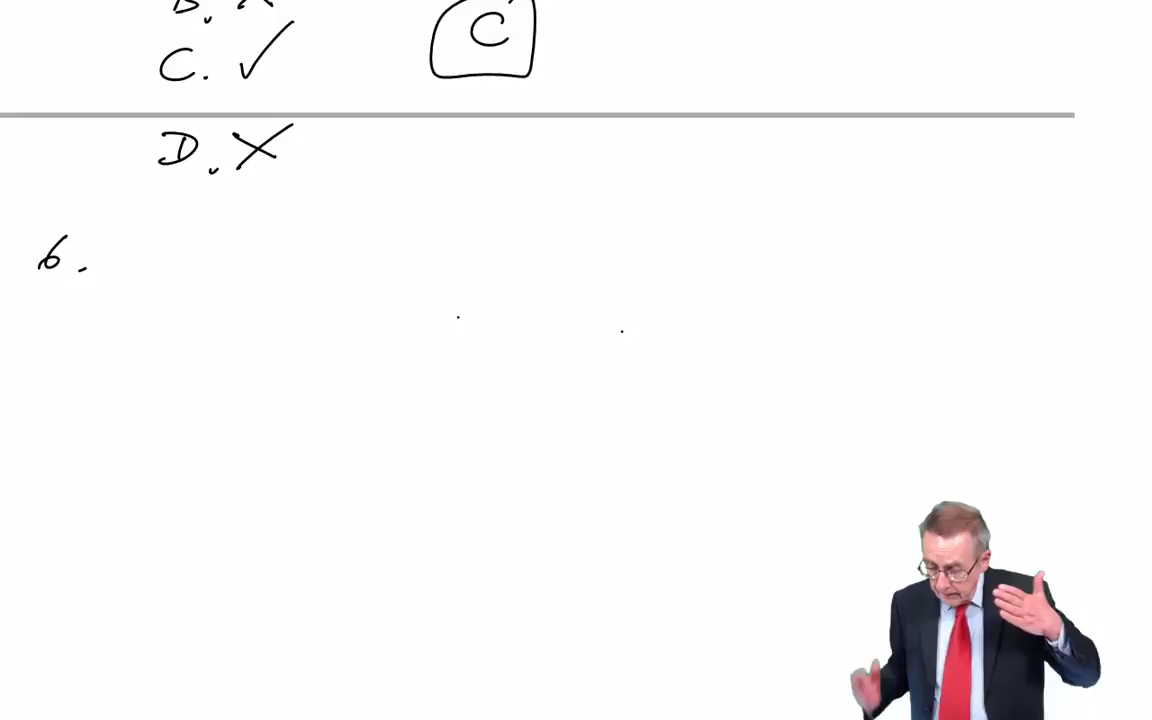 B. X
C. ✓ C
D. X
6.